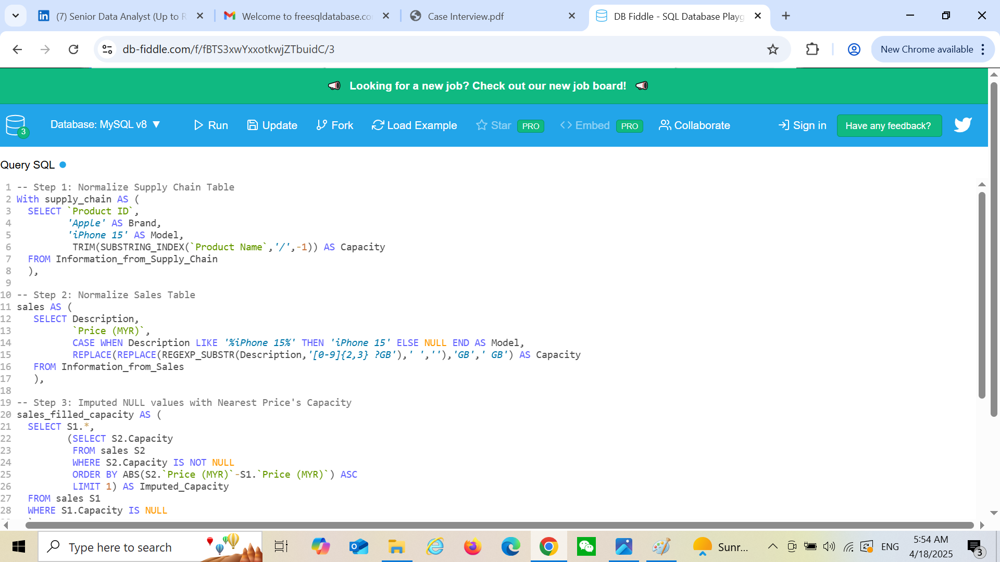 (7) Senior Data Analyst (Up to R
Welcome to freesqldatabase.co
Case Interview.pdf
DB Fiddle - SQL Database Playg
db-fiddle.com/f/fBTS3xwYxxotkwjZTbuidC/3
New Chrome available
Looking for a new job? Check out our new job board!
3
Database: MySQL v8 ▼
Run
Update
Fork
Load Example
Star PRO
Embed PRO
Collaborate
Sign in
Have any feedback?
Query SQL
1 -- Step 1: Normalize Supply Chain Table
2 With supply_chain AS (
3   SELECT `Product ID`,
4          'Apple' AS Brand,
5          'iPhone 15' AS Model,
6           TRIM(SUBSTRING_INDEX(`Product Name`,'/',-1)) AS Capacity
7   FROM Information_from_Supply_Chain
8   ),
9
10 -- Step 2: Normalize Sales Table
11 sales AS (
12    SELECT Description,
13           `Price (MYR)`,
14           CASE WHEN Description LIKE '%iPhone 15%' THEN 'iPhone 15' ELSE NULL END AS Model,
15           REPLACE(REPLACE(REGEXP_SUBSTR(Description,'[0-9]{2,3} ?GB'),' ',''),'GB',' GB') AS Capacity
16    FROM Information_from_Sales
17    ),
18
19 -- Step 3: Imputed NULL values with Nearest Price's Capacity
20 sales_filled_capacity AS (
21   SELECT S1.*,
22          (SELECT S2.Capacity
23           FROM sales S2
24           WHERE S2.Capacity IS NOT NULL
25           ORDER BY ABS(S2.`Price (MYR)`-S1.`Price (MYR)`) ASC
26           LIMIT 1) AS Imputed_Capacity
27   FROM sales S1
28   WHERE S1.Capacity IS NULL
Type here to search
Sunr...
ENG
5:54 AM
4/18/2025
3